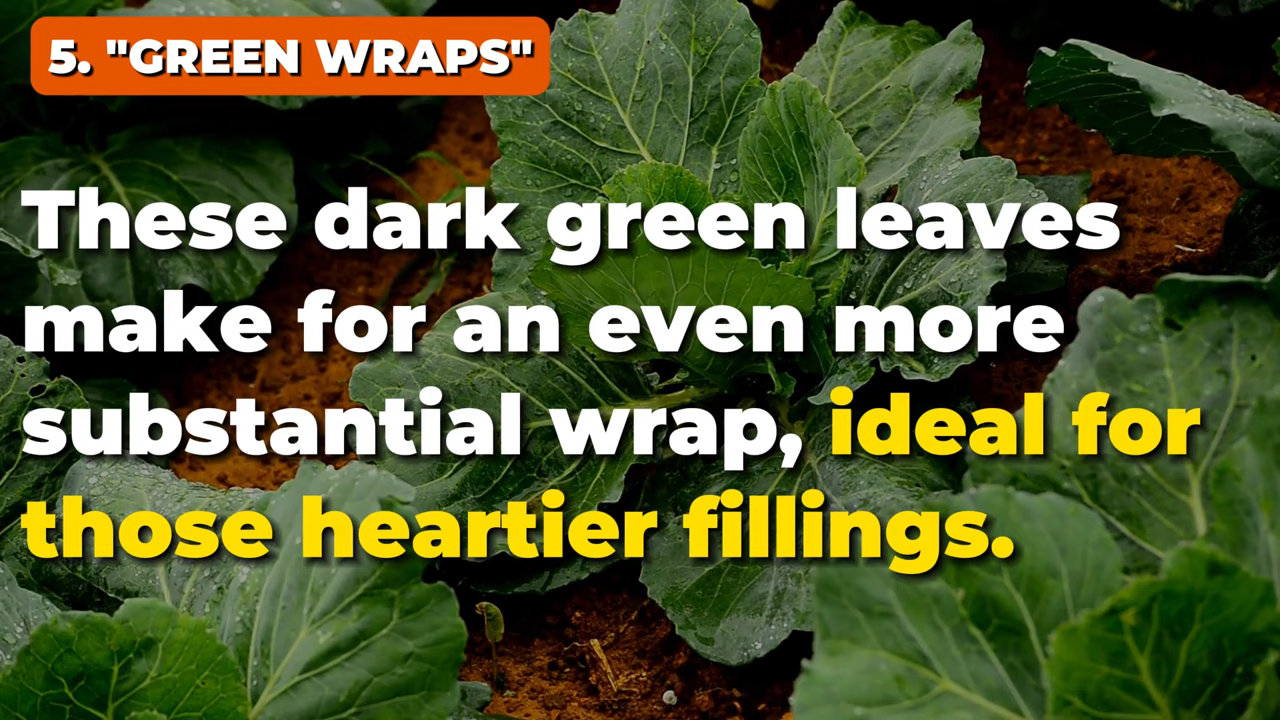 5. "GREEN WRAPS"
These dark green leaves
make for an even more
substantial wrap, ideal for
those heartier fillings.